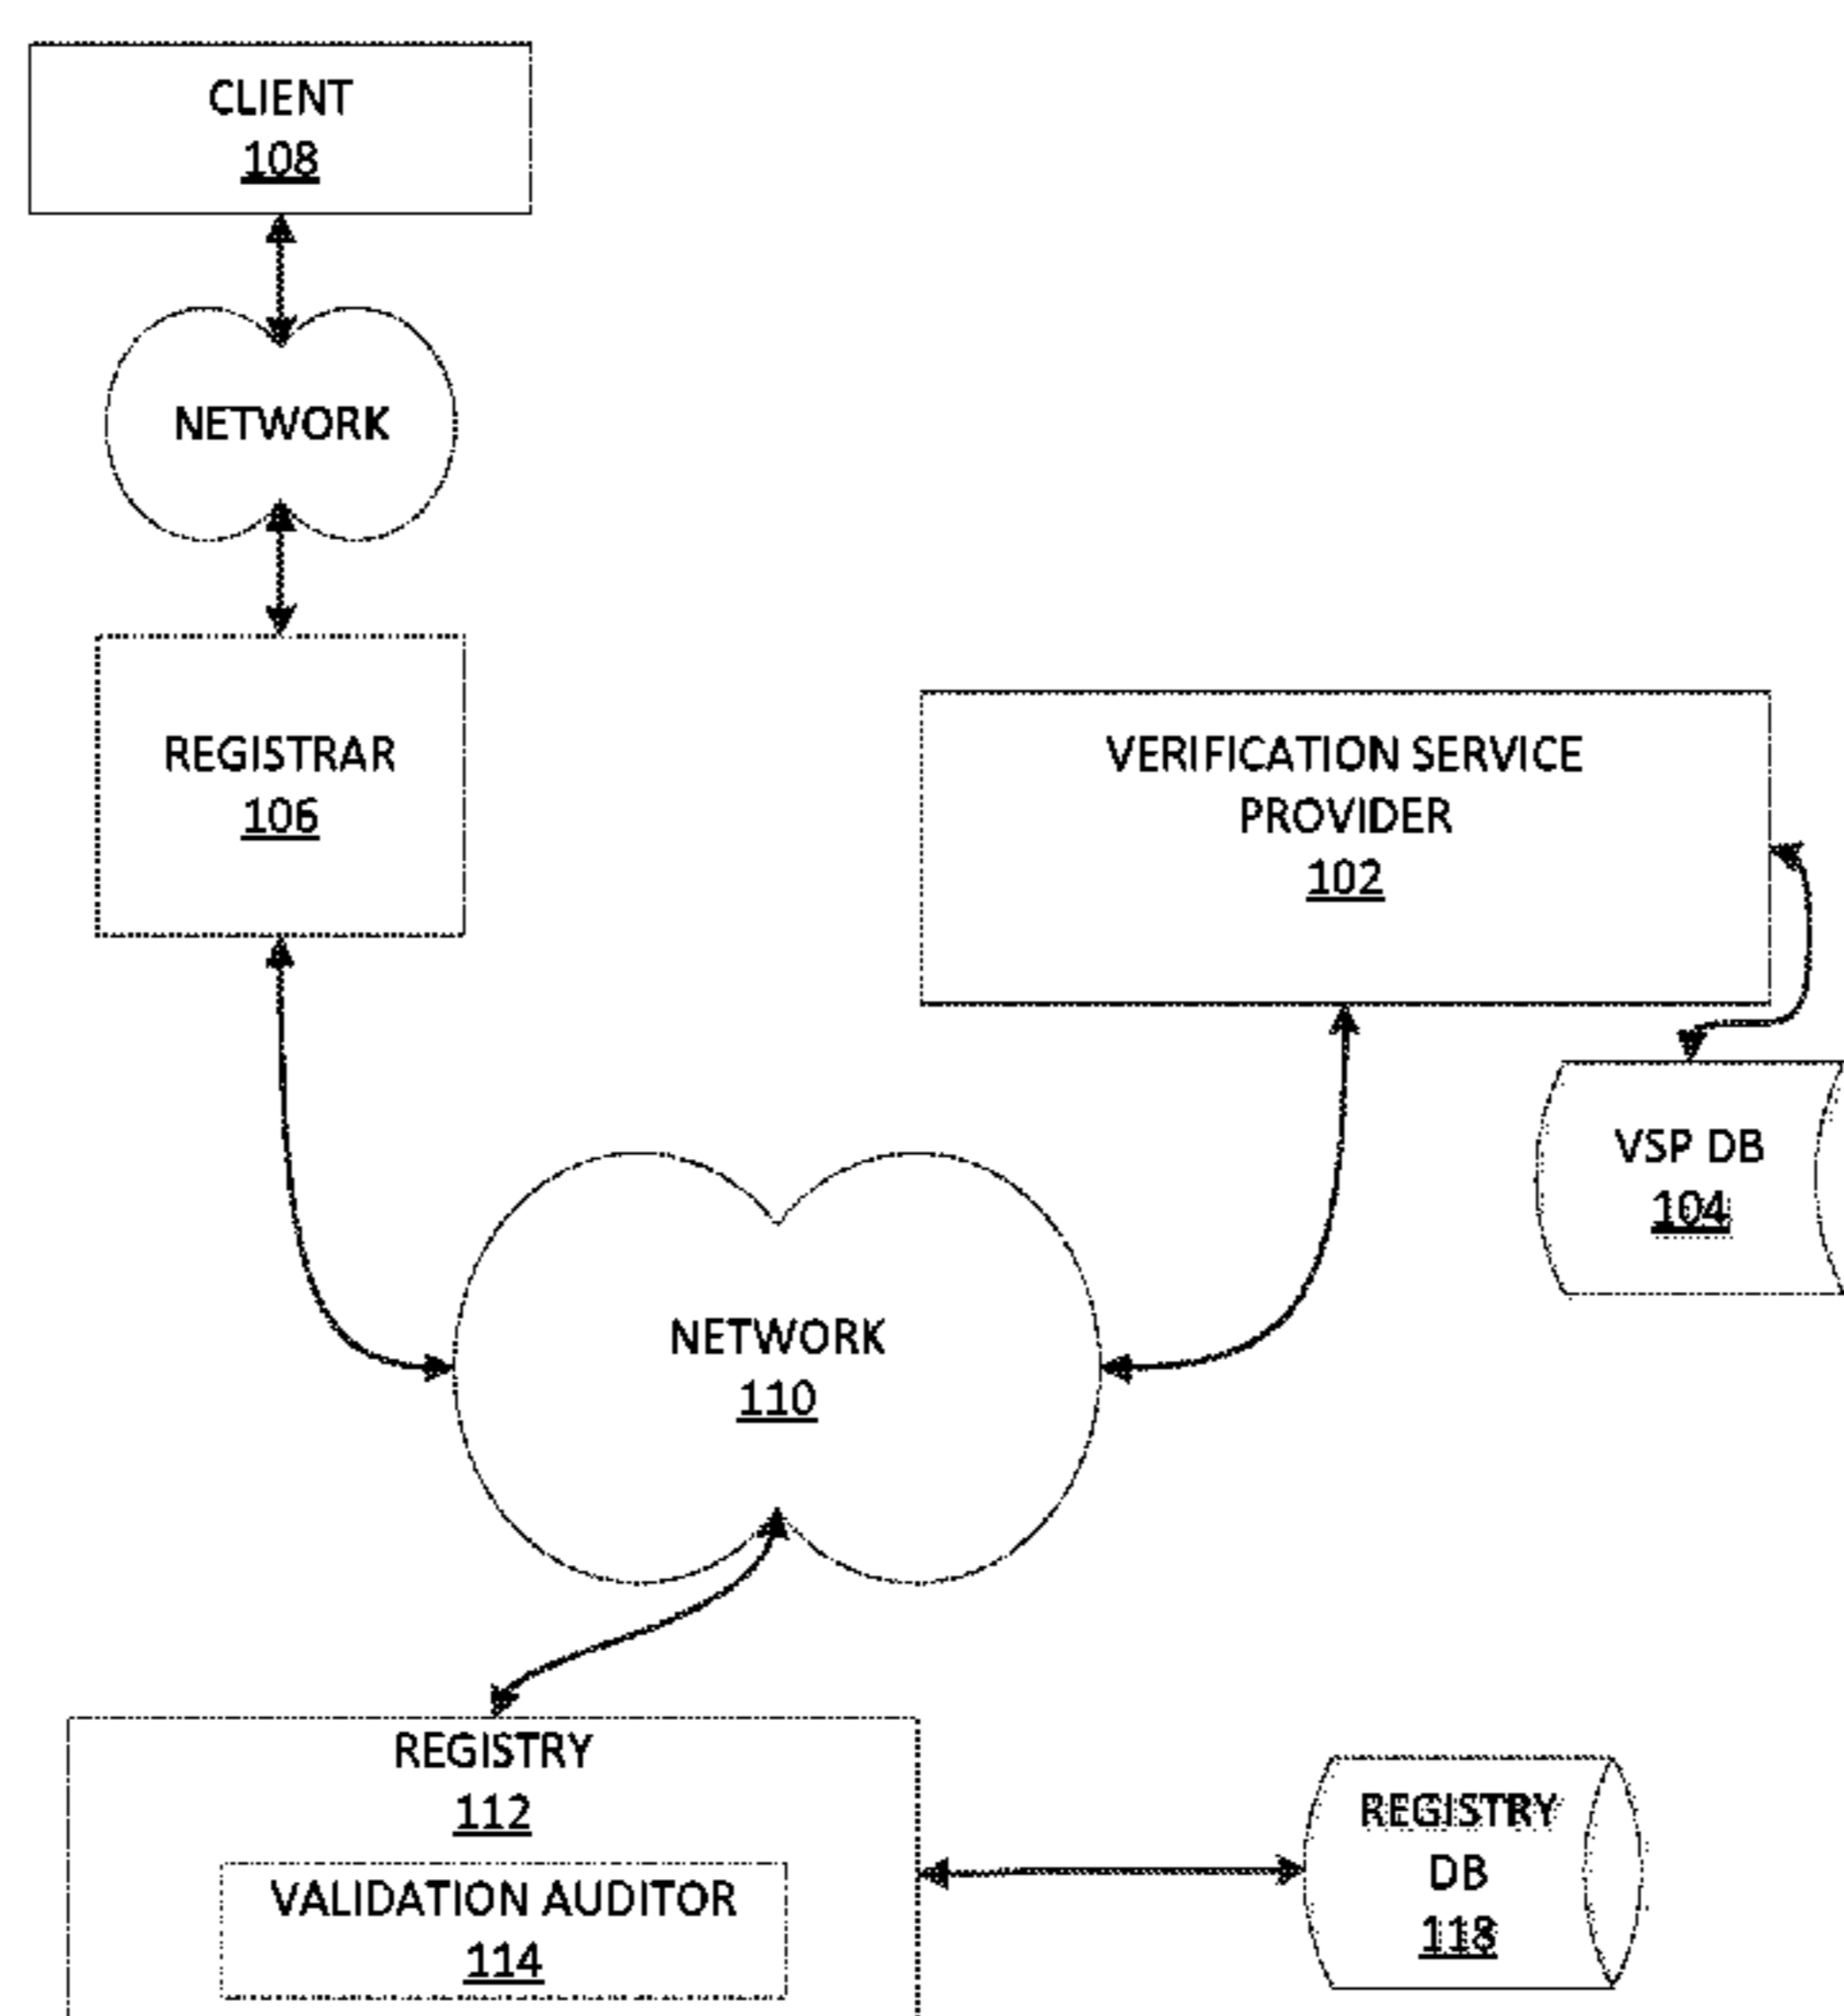 CLIENT
108
NETWORK
REGISTRAR
106
VERIFICATION SERVICE
PROVIDER
102
VSP DB
104
NETWORK
110
REGISTRY
112
VALIDATION AUDITOR
114
REGISTRY
DB
118